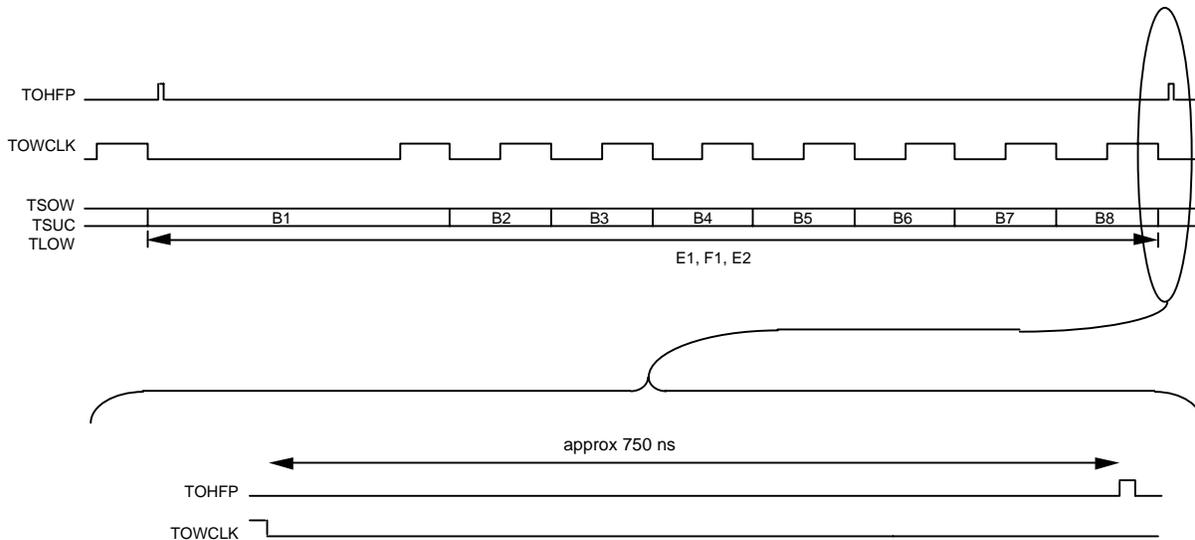 TOHFP
TOWCLK
TSOW
TSUC
TLOW
B1 B2 B3 B4 B5 B6 B7 B8
E1, F1, E2
approx 750 ns
TOHFP
TOWCLK